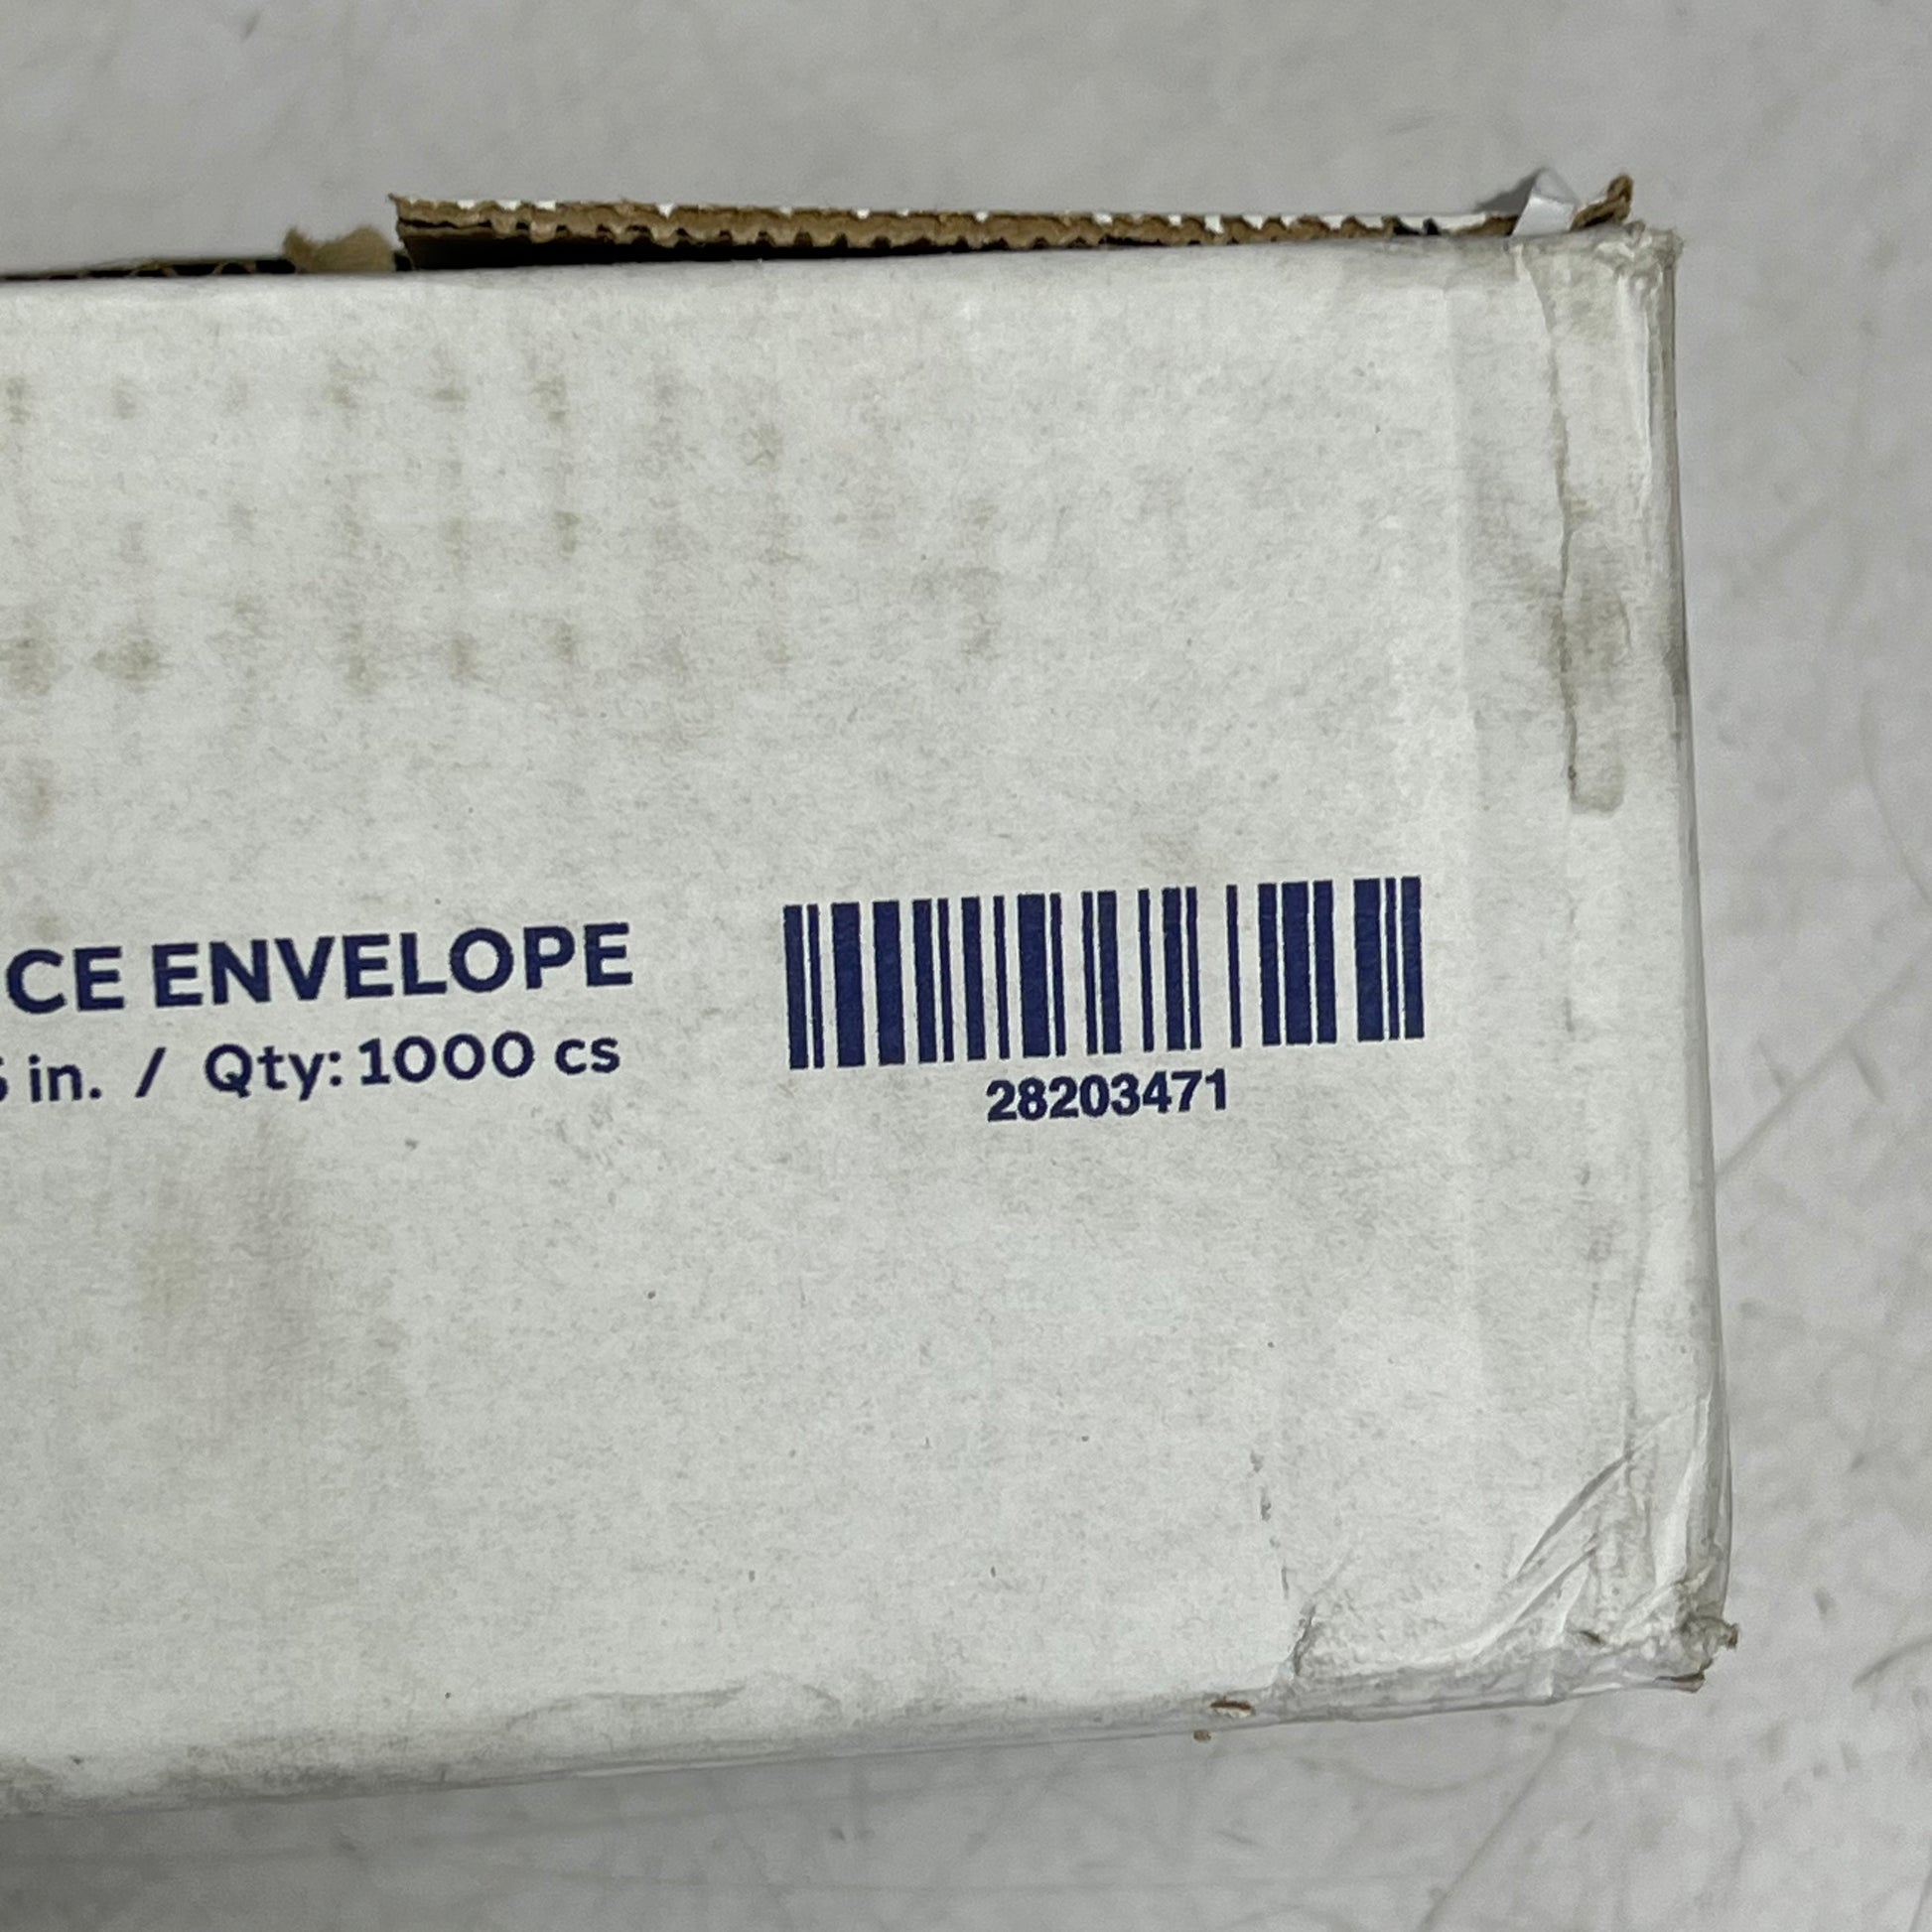 CE ENVELOPE
in. / Qty: 1000 cs
28203471